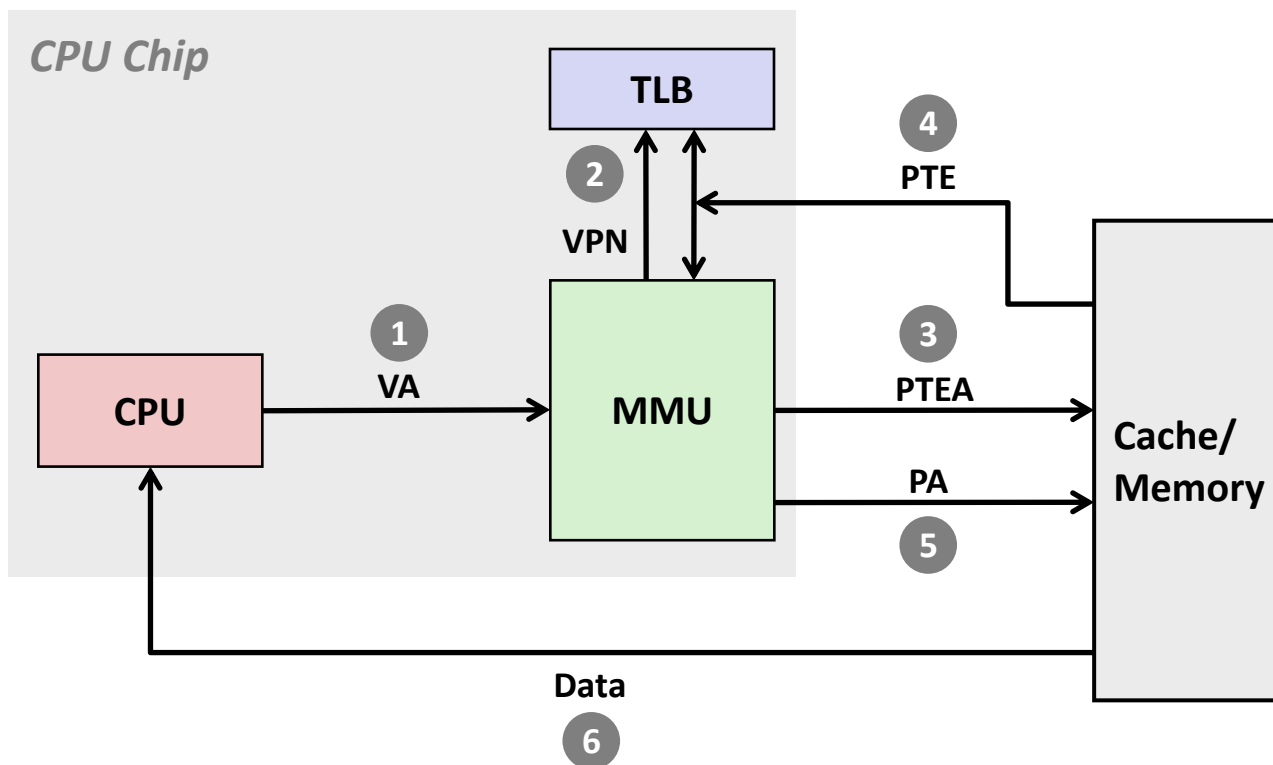 CPU Chip
TLB
4
PTE
2
VPN
1
VA
3
PTEA
CPU
MMU
Cache/
Memory
PA
5
Data
6